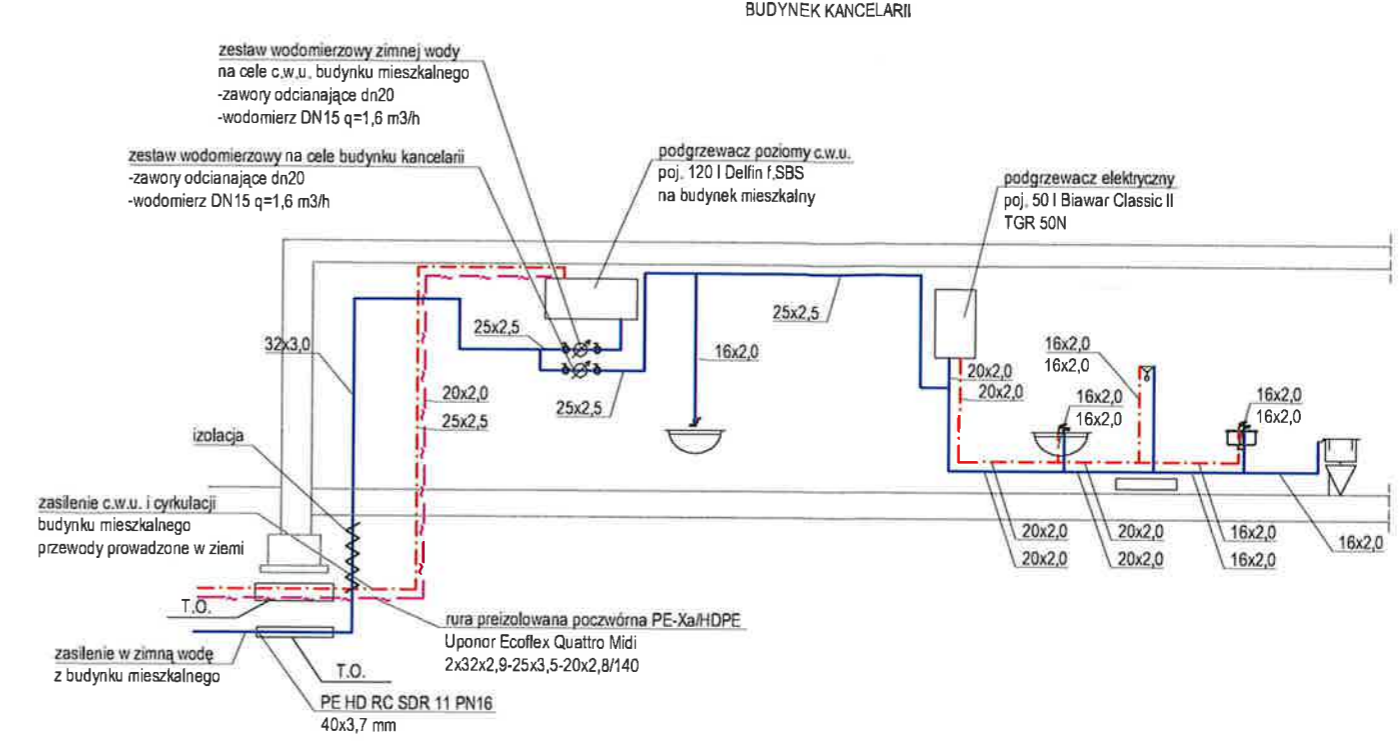 BUDYNEK KANCELARII
zestaw wodomierzowy zimnej wody
na cele c.w.u. budynku mieszkalnego
-zawory odcianające dn20
-wodomierz DN15 q=1,6 m3/h
zestaw wodomierzowy na cele budynku kancelarii
-zawory odcianające dn20
-wodomierz DN15 q=1,6 m3/h
podgrzewacz poziomy c.w.u.
poj. 120 l Delfin f.SBS
na budynek mieszkalny
podgrzewacz elektryczny
poj. 50 l Biawar Classic II
TGR 50N
32x3,0
25x2,5
25x2,5
20x2,0
25x2,5
16x2,0
25x2,5
20x2,0
20x2,0
16x2,0
16x2,0
16x2,0
16x2,0
16x2,0
16x2,0
izolacja
zasilenie c.w.u. i cyrkulacji
budynku mieszkalnego
przewody prowadzone w ziemi
20x2,0
20x2,0
20x2,0
20x2,0
16x2,0
16x2,0
16x2,0
T.O.
rura preizolowana poczwórna PE-Xa/HDPE
Uponor Ecoflex Quattro Midi
2x32x2,9-25x3,5-20x2,8/140
zasilenie w zimną wodę
z budynku mieszkalnego
T.O.
PE HD RC SDR 11 PN16
40x3,7 mm